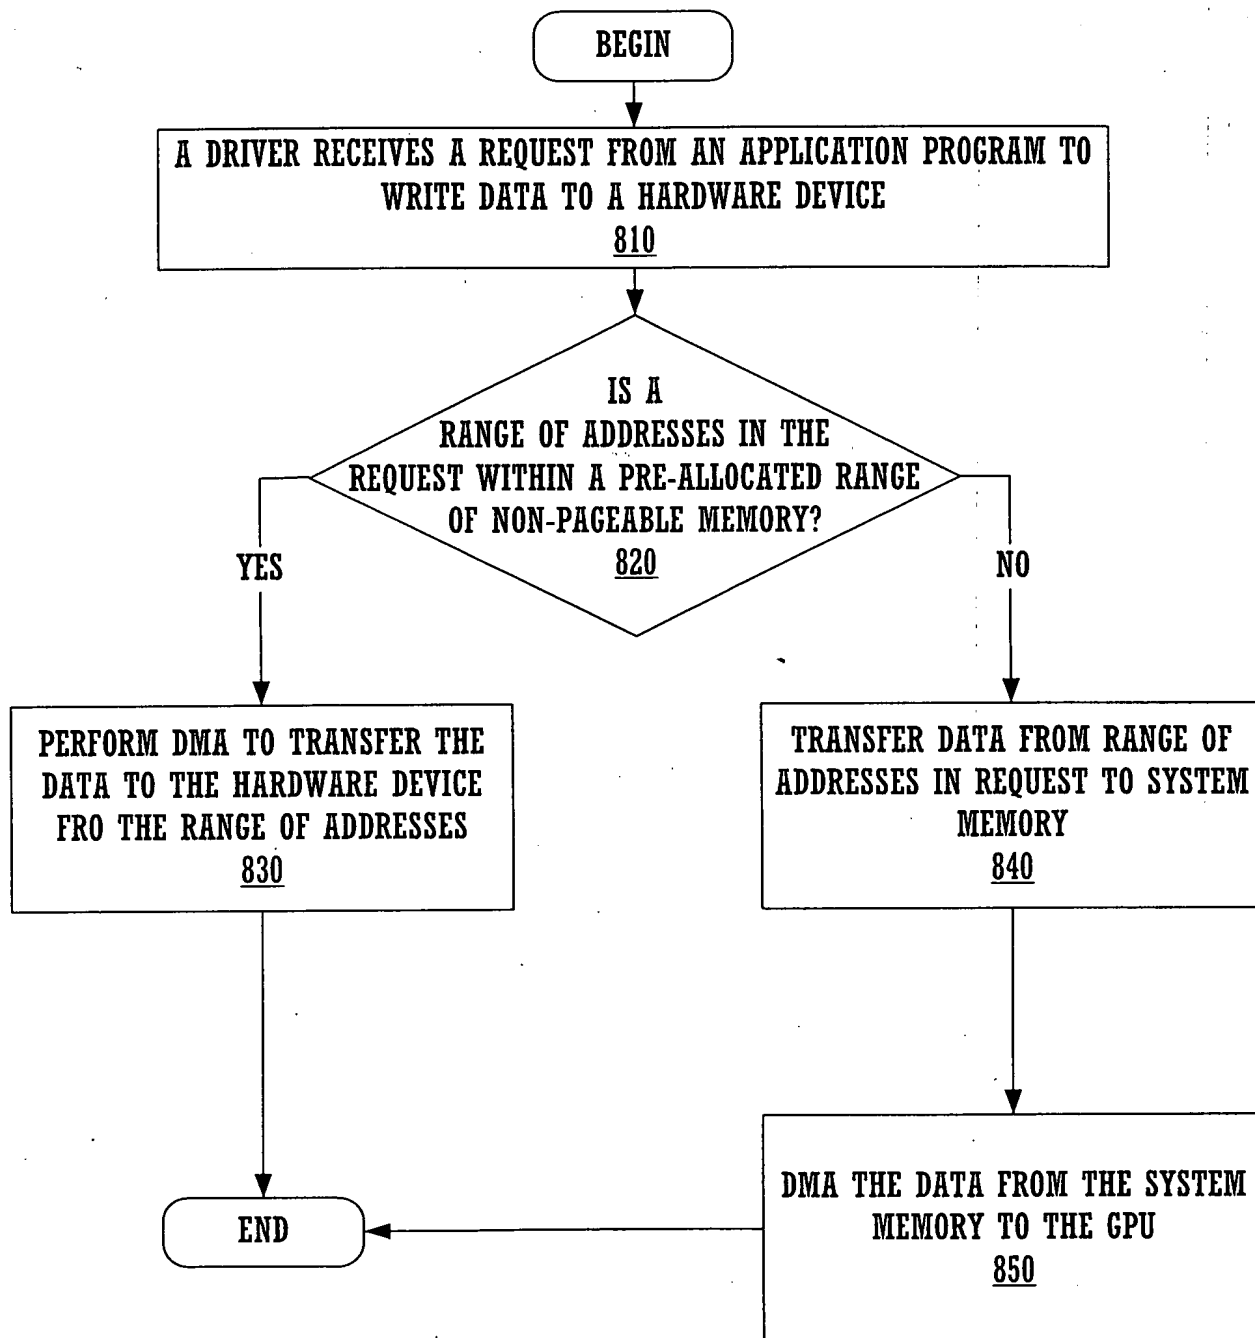 BEGIN
A DRIVER RECEIVES A REQUEST FROM AN APPLICATION PROGRAM TO
WRITE DATA TO A HARDWARE DEVICE
810
IS A
RANGE OF ADDRESSES IN THE
REQUEST WITHIN A PRE-ALLOCATED RANGE
OF NON-PAGEABLE MEMORY?
820
YES
NO
PERFORM DMA TO TRANSFER THE
DATA TO THE HARDWARE DEVICE
FRO THE RANGE OF ADDRESSES
830
TRANSFER DATA FROM RANGE OF
ADDRESSES IN REQUEST TO SYSTEM
MEMORY
840
DMA THE DATA FROM THE SYSTEM
MEMORY TO THE GPU
850
END